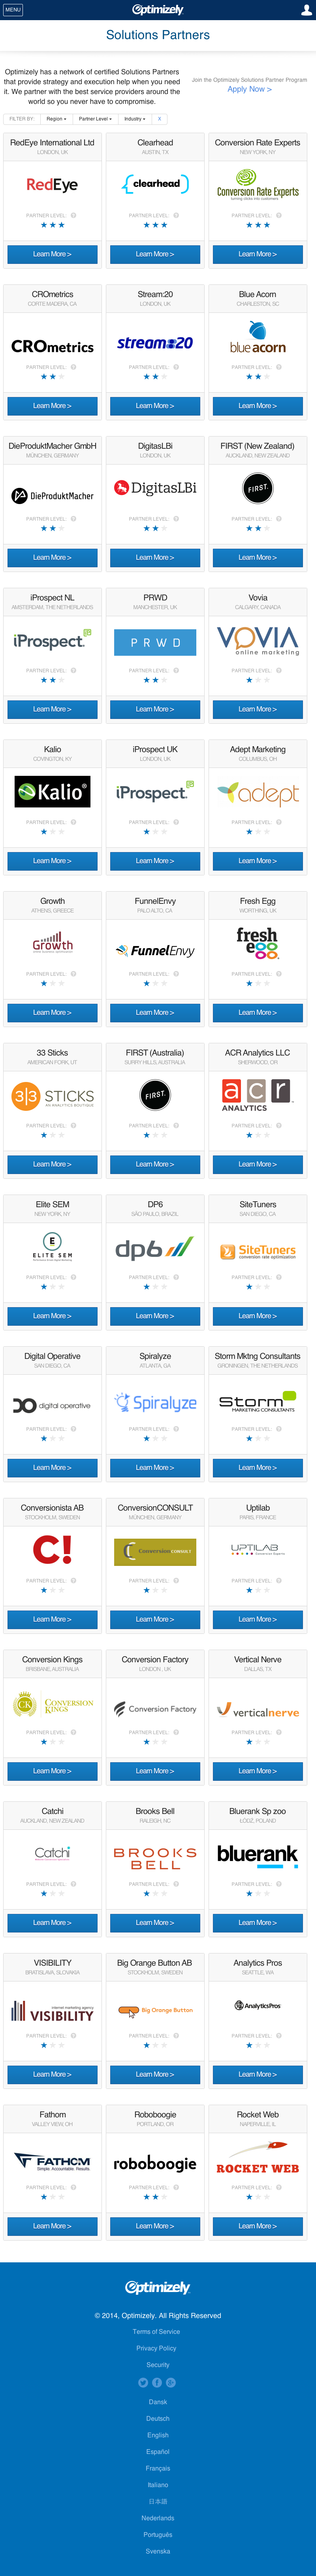 MENU
Optimizely
Solutions Partners
Optimizely has a network of certified Solutions Partners
that provide strategy and execution help when you need
it. We partner with the best service providers around the
world so you never have to compromise.
Join the Optimizely Solutions Partner Program
Apply Now >
FILTER BY: Region Partner Level Industry X
RedEye International Ltd
LONDON, UK
RedEye
PARTNER LEVEL:
Learn More >
Clearhead
AUSTIN, TX
clearhead
PARTNER LEVEL:
Learn More >
Conversion Rate Experts
NEW YORK, NY
Conversion Rate Experts
turning clicks into customers
PARTNER LEVEL:
Learn More >
CROmetrics
CORTE MADERA, CA
CROmetrics
PARTNER LEVEL:
Learn More >
Stream:20
LONDON, UK
stream:20
PARTNER LEVEL:
Learn More >
Blue Acorn
CHARLESTON, SC
blue acorn
PARTNER LEVEL:
Learn More >
DieProduktMacher GmbH
MÜNCHEN, GERMANY
DieProduktMacher
PARTNER LEVEL:
Learn More >
DigitasLBi
LONDON, UK
DigitasLBi
PARTNER LEVEL:
Learn More >
FIRST (New Zealand)
AUCKLAND, NEW ZEALAND
FIRST.
PARTNER LEVEL:
Learn More >
iProspect NL
AMSTERDAM, THE NETHERLANDS
iProspect.
PARTNER LEVEL:
Learn More >
PRWD
MANCHESTER, UK
PRWD
PARTNER LEVEL:
Learn More >
Vovia
CALGARY, CANADA
VOVIA
online marketing
PARTNER LEVEL:
Learn More >
Kalio
COVINGTON, KY
Kalio®
PARTNER LEVEL:
Learn More >
iProspect UK
LONDON, UK
iProspect.
PARTNER LEVEL:
Learn More >
Adept Marketing
COLUMBUS, OH
adept
PARTNER LEVEL:
Learn More >
Growth
ATHENS, GREECE
Growth
PARTNER LEVEL:
Learn More >
FunnelEnvy
PALO ALTO, CA
FunnelEnvy
PARTNER LEVEL:
Learn More >
Fresh Egg
WORTHING, UK
fresh
egg
PARTNER LEVEL:
Learn More >
33 Sticks
AMERICAN FORK, UT
3|3 STICKS
AN ANALYTICS BOUTIQUE
PARTNER LEVEL:
Learn More >
FIRST (Australia)
SURRY HILLS, AUSTRALIA
FIRST.
PARTNER LEVEL:
Learn More >
ACR Analytics LLC
SHERWOOD, OR
acr
ANALYTICS
PARTNER LEVEL:
Learn More >
Elite SEM
NEW YORK, NY
E
ELITE SEM
PARTNER LEVEL:
Learn More >
DP6
SÃO PAULO, BRAZIL
dp6
PARTNER LEVEL:
Learn More >
SiteTuners
SAN DIEGO, CA
SiteTuners
conversion rate optimization
PARTNER LEVEL:
Learn More >
Digital Operative
SAN DIEGO, CA
digital operative
PARTNER LEVEL:
Learn More >
Spiralyze
ATLANTA, GA
Spiralyze
PARTNER LEVEL:
Learn More >
Storm Mktng Consultants
GRONINGEN, THE NETHERLANDS
Storm
MARKETING CONSULTANTS
PARTNER LEVEL:
Learn More >
Conversionista AB
STOCKHOLM, SWEDEN
C!
PARTNER LEVEL:
Learn More >
ConversionCONSULT
MÜNCHEN, GERMANY
ConversionCONSULT
PARTNER LEVEL:
Learn More >
Uptilab
PARIS, FRANCE
UPTILAB
PARTNER LEVEL:
Learn More >
Conversion Kings
BRISBANE, AUSTRALIA
CK
CONVERSION
KINGS
PARTNER LEVEL:
Learn More >
Conversion Factory
LONDON , UK
Conversion Factory
PARTNER LEVEL:
Learn More >
Vertical Nerve
DALLAS, TX
verticalnerve
PARTNER LEVEL:
Learn More >
Catchi
AUCKLAND, NEW ZEALAND
Catchi
PARTNER LEVEL:
Learn More >
Brooks Bell
RALEIGH, NC
BROOKS
BELL
PARTNER LEVEL:
Learn More >
Bluerank Sp zoo
ŁÓDŹ, POLAND
bluerank
PARTNER LEVEL:
Learn More >
VISIBILITY
BRATISLAVA, SLOVAKIA
internet marketing agency
VISIBILITY
PARTNER LEVEL:
Learn More >
Big Orange Button AB
STOCKHOLM, SWEDEN
Big Orange Button
PARTNER LEVEL:
Learn More >
Analytics Pros
SEATTLE, WA
AnalyticsPros
PARTNER LEVEL:
Learn More >
Fathom
VALLEY VIEW, OH
FATHOM
Simple. Accountable. Results.
PARTNER LEVEL:
Learn More >
Roboboogie
PORTLAND, OR
roboboogie
PARTNER LEVEL:
Learn More >
Rocket Web
NAPERVILLE, IL
ROCKET WEB
PARTNER LEVEL:
Learn More >
Optimizely
© 2014, Optimizely. All Rights Reserved
Terms of Service
Privacy Policy
Security
Dansk
Deutsch
English
Español
Français
Italiano
日本語
Nederlands
Português
Svenska